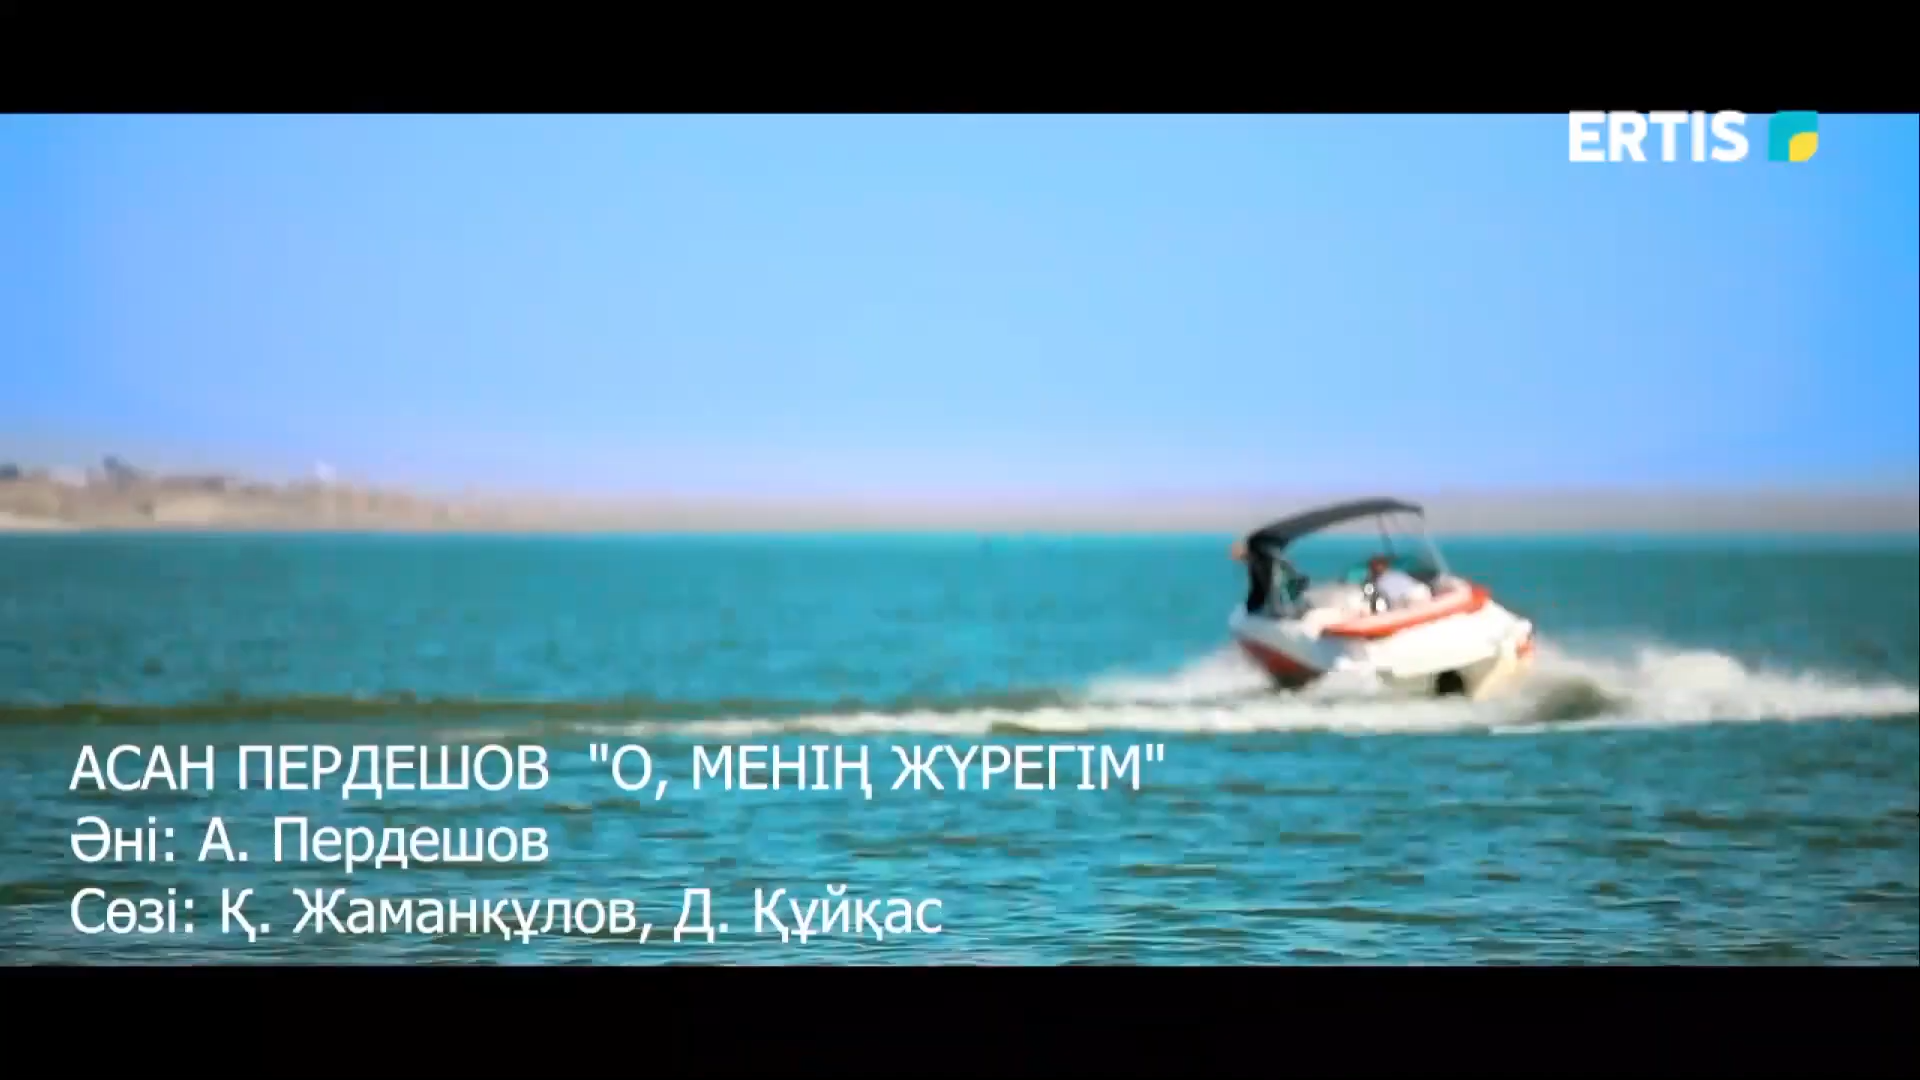 ERTIS
АСАН ПЕРДЕШОВ "О, МЕНІҢ ЖҮРЕГІМ"
Әні: А. Пердешов
Сөзі: Қ. Жаманқұлов, Д. Құйқас